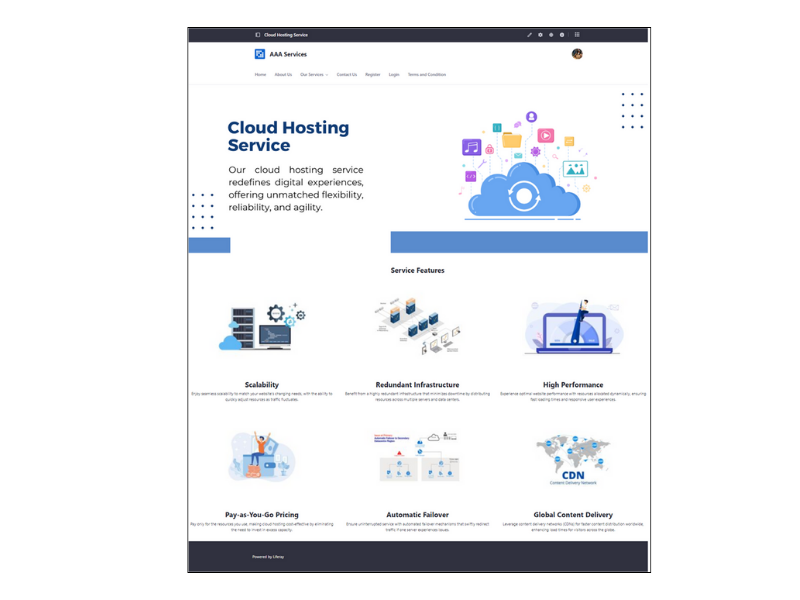 Cloud Hosting Service
AAA Services
Home About Us Our Services Contact Us Register Login Terms and Condition
Cloud Hosting
Service
Our cloud hosting service
redefines digital experiences,
offering unmatched flexibility,
reliability, and agility.
Service Features
Scalability Redundant Infrastructure High Performance
Enjoy seamless scalability to match your website's changing needs, with the ability to
quickly adjust resources as traffic fluctuates.
Benefit from a highly redundant infrastructure that minimizes downtime by distributing
resources across multiple servers and data centers.
Experience optimal website performance with resources allocated dynamically, ensuring
fast loading times and responsive user experiences.
CDN
Content Delivery Network
Pay-as-You-Go Pricing Automatic Failover Global Content Delivery
Pay only for the resources you use, making cloud hosting cost-effective by eliminating
the need to invest in excess capacity.
Ensure uninterrupted service with automated failover mechanisms that swiftly redirect
traffic if one server experiences issues.
Leverage content delivery networks (CDNs) for faster content distribution worldwide,
enhancing load times for visitors across the globe.
Powered by Liferay